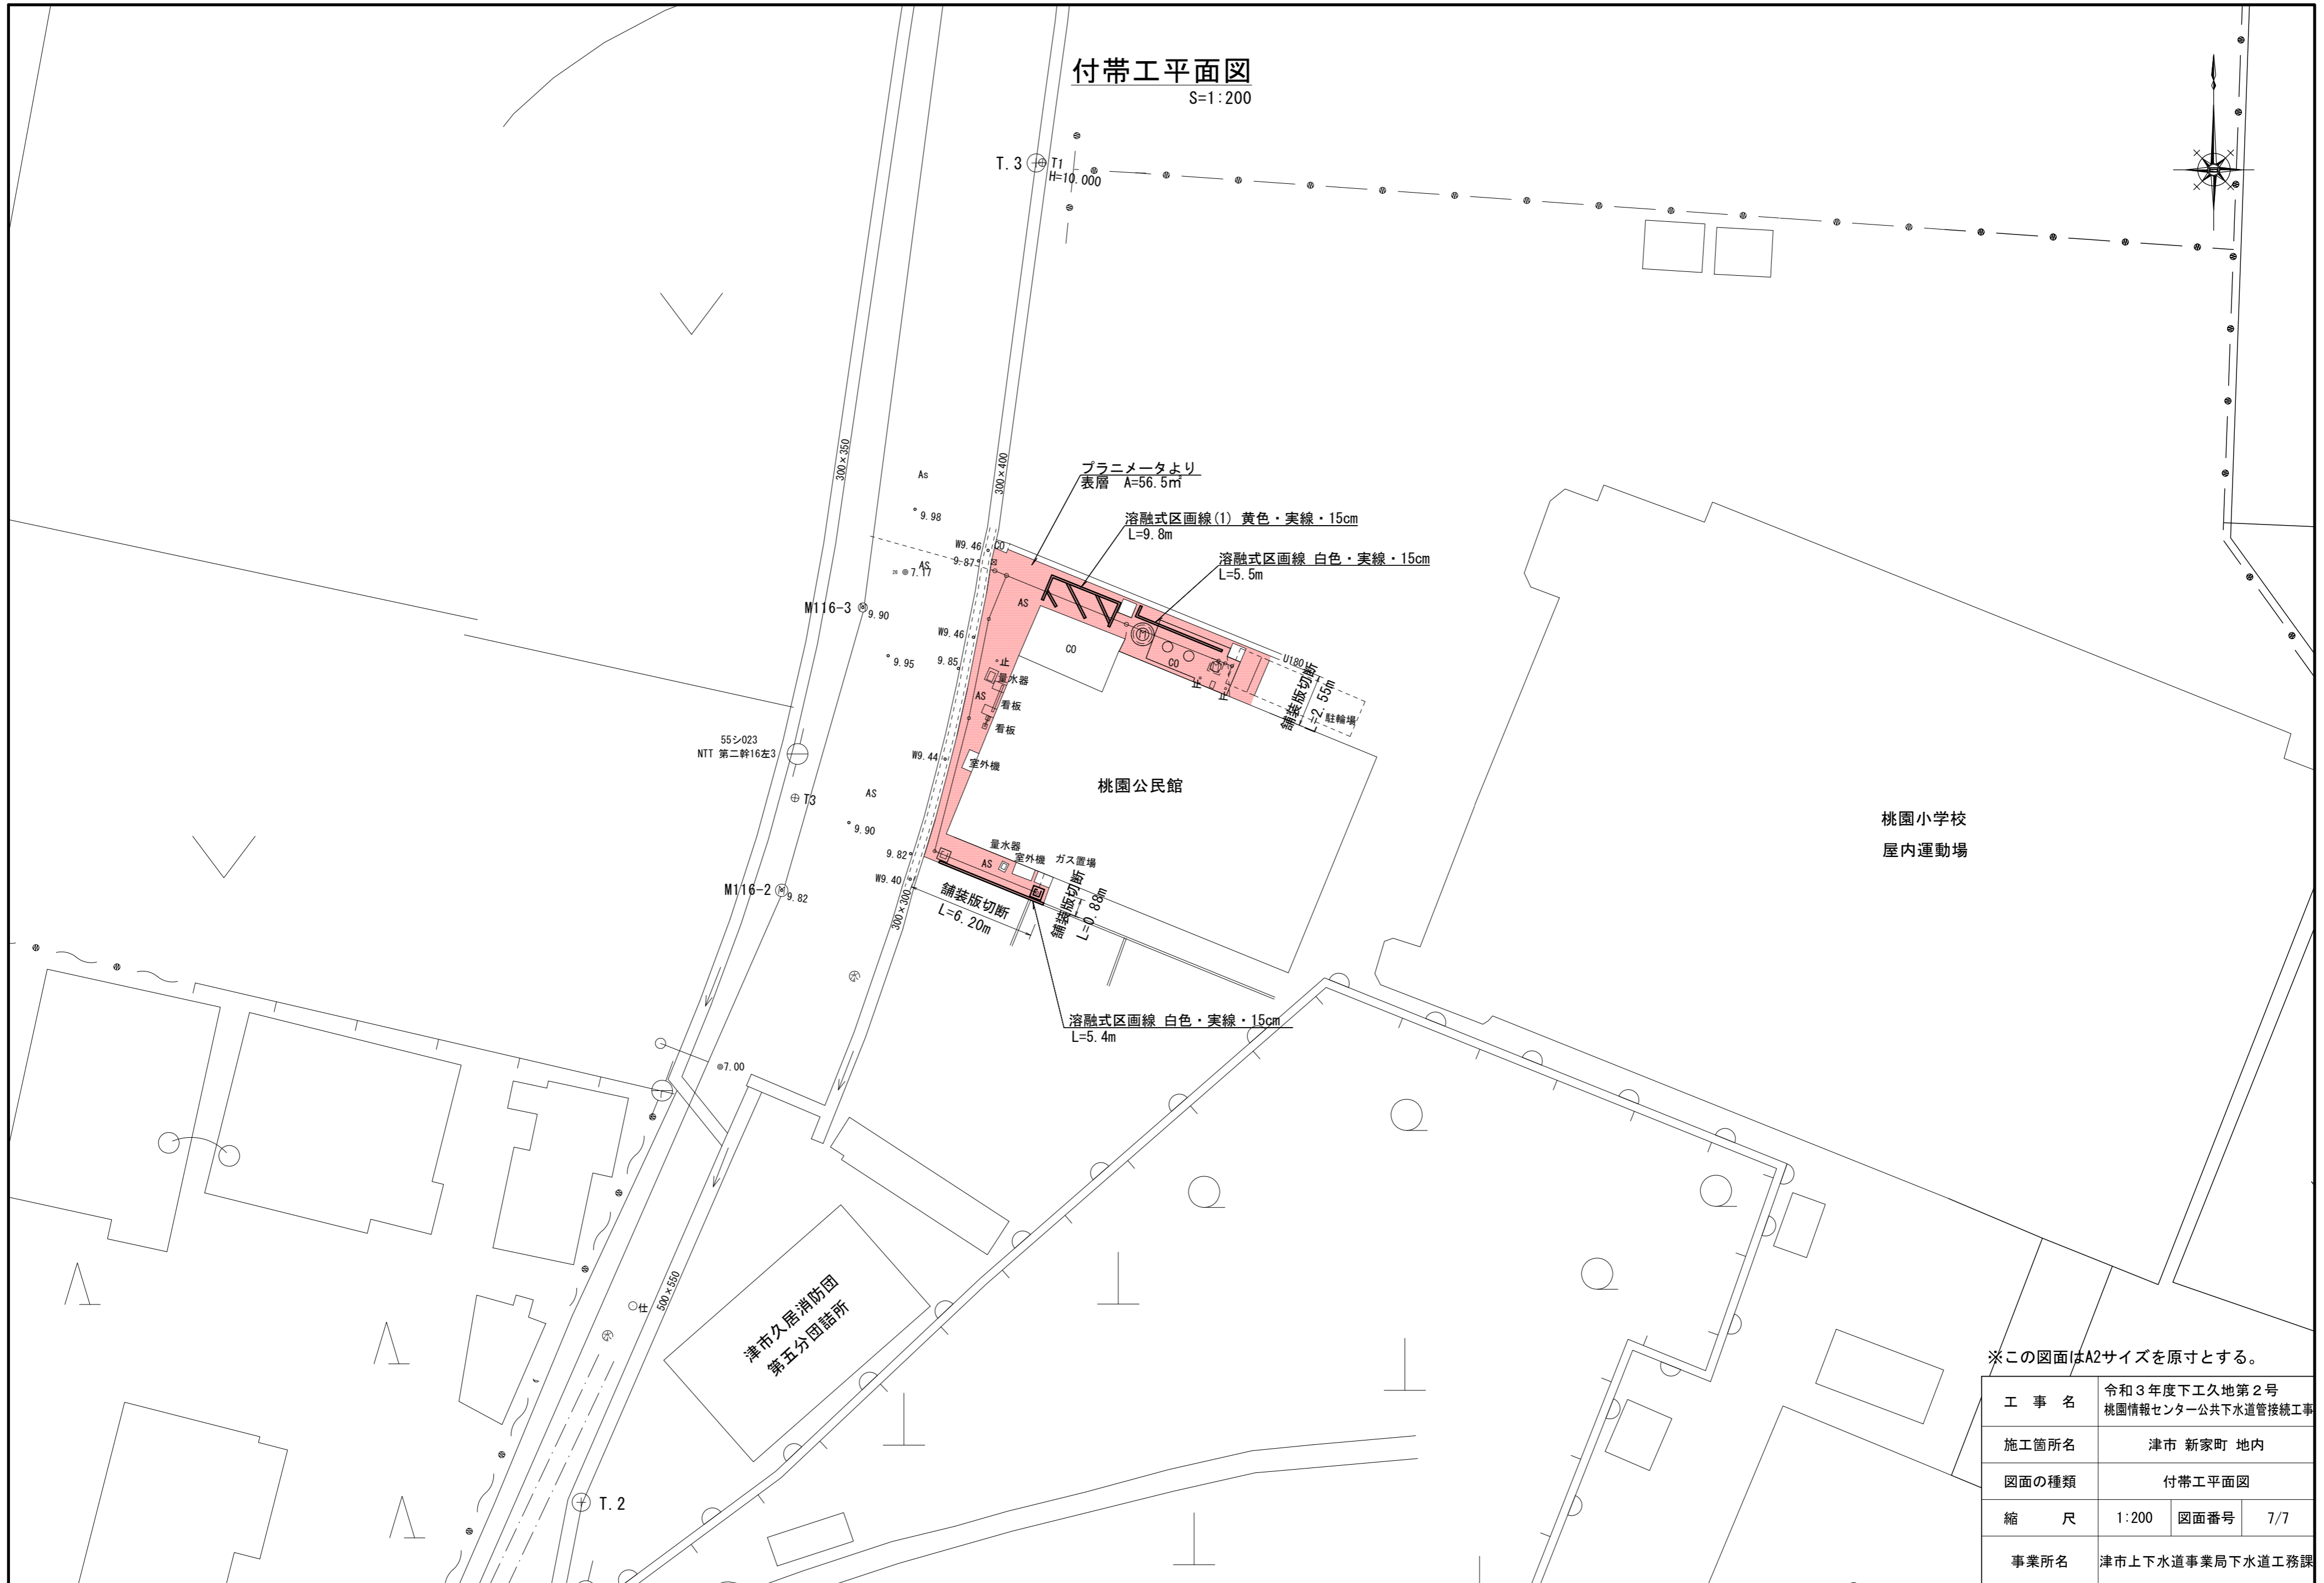 付帯工平面図
S=1:200
T.3
T1
H=10.000
300×350
300×400
プラニメータより
表層 A=56.5㎡
溶融式区画線(1) 黄色・実線・15cm
L=9.8m
溶融式区画線 白色・実線・15cm
L=5.5m
As
9.98
W9.46
CO
9.87
AS
7.17
M116-3
9.90
AS
W9.46
CO
9.95
9.85
止
量水器
AS
看板
看板
CO
止
止
U180
舗装版切断
L=2.55m
駐輪場
55シ023
NTT 第二幹16左3
W9.44
室外機
桃園公民館
T3
AS
9.90
桃園小学校
屋内運動場
9.82
量水器
室外機
ガス置場
AS
W9.40
M116-2
9.82
300×300
舗装版切断
L=6.20m
舗装版切断
L=0.88m
溶融式区画線 白色・実線・15cm
L=5.4m
7.00
仕
500×550
津市久居消防団
第五分団詰所
T.2
※この図面はA2サイズを原寸とする。
工事名 令和3年度下工久地第2号
桃園情報センター公共下水道管接続工事
施工箇所名 津市 新家町 地内
図面の種類 付帯工平面図
縮尺 1:200 図面番号 7/7
事業所名 津市上下水道事業局下水道工務課